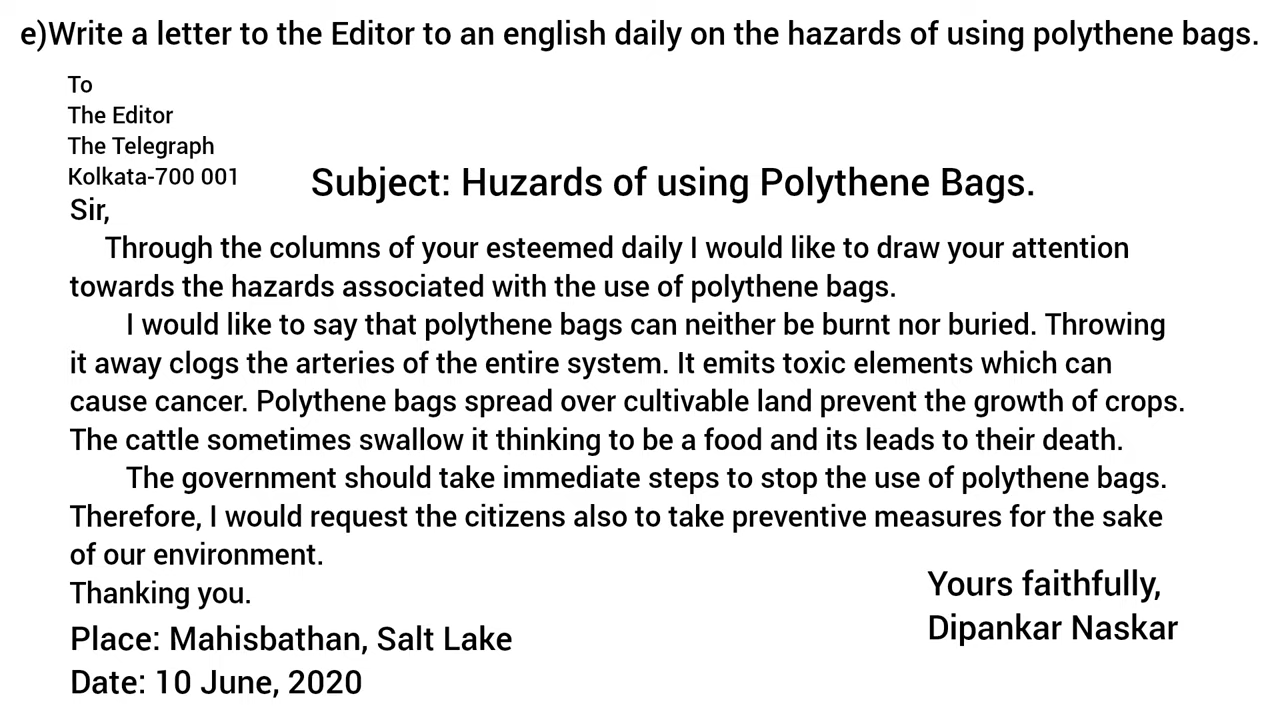 e)Write a letter to the Editor to an english daily on the hazards of using polythene bags.
To
The Editor
The Telegraph
Kolkata-700 001
Subject: Huzards of using Polythene Bags.
Sir,
Through the columns of your esteemed daily I would like to draw your attention
towards the hazards associated with the use of polythene bags.
I would like to say that polythene bags can neither be burnt nor buried. Throwing
it away clogs the arteries of the entire system. It emits toxic elements which can
cause cancer. Polythene bags spread over cultivable land prevent the growth of crops.
The cattle sometimes swallow it thinking to be a food and its leads to their death.
The government should take immediate steps to stop the use of polythene bags.
Therefore, I would request the citizens also to take preventive measures for the sake
of our environment.
Thanking you.
Yours faithfully,
Dipankar Naskar
Place: Mahisbathan, Salt Lake
Date: 10 June, 2020